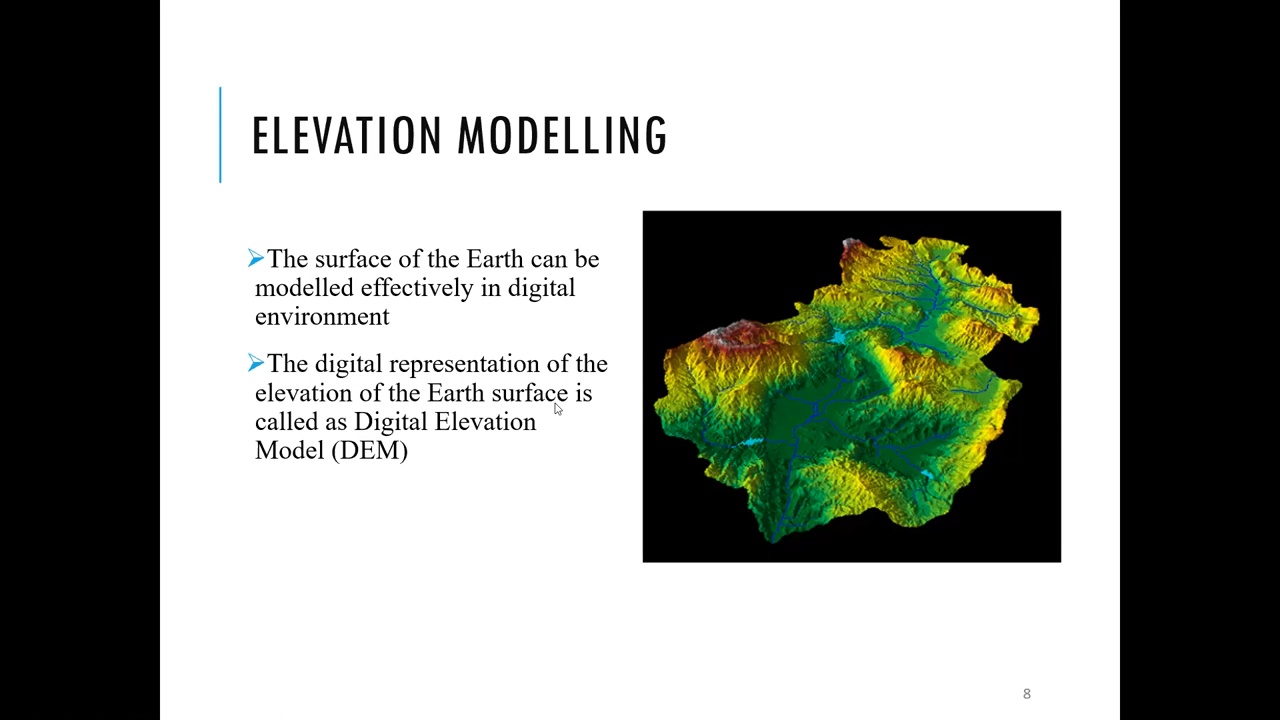 ELEVATION MODELLING
The surface of the Earth can be
modelled effectively in digital
environment
The digital representation of the
elevation of the Earth surface is
called as Digital Elevation
Model (DEM)
8